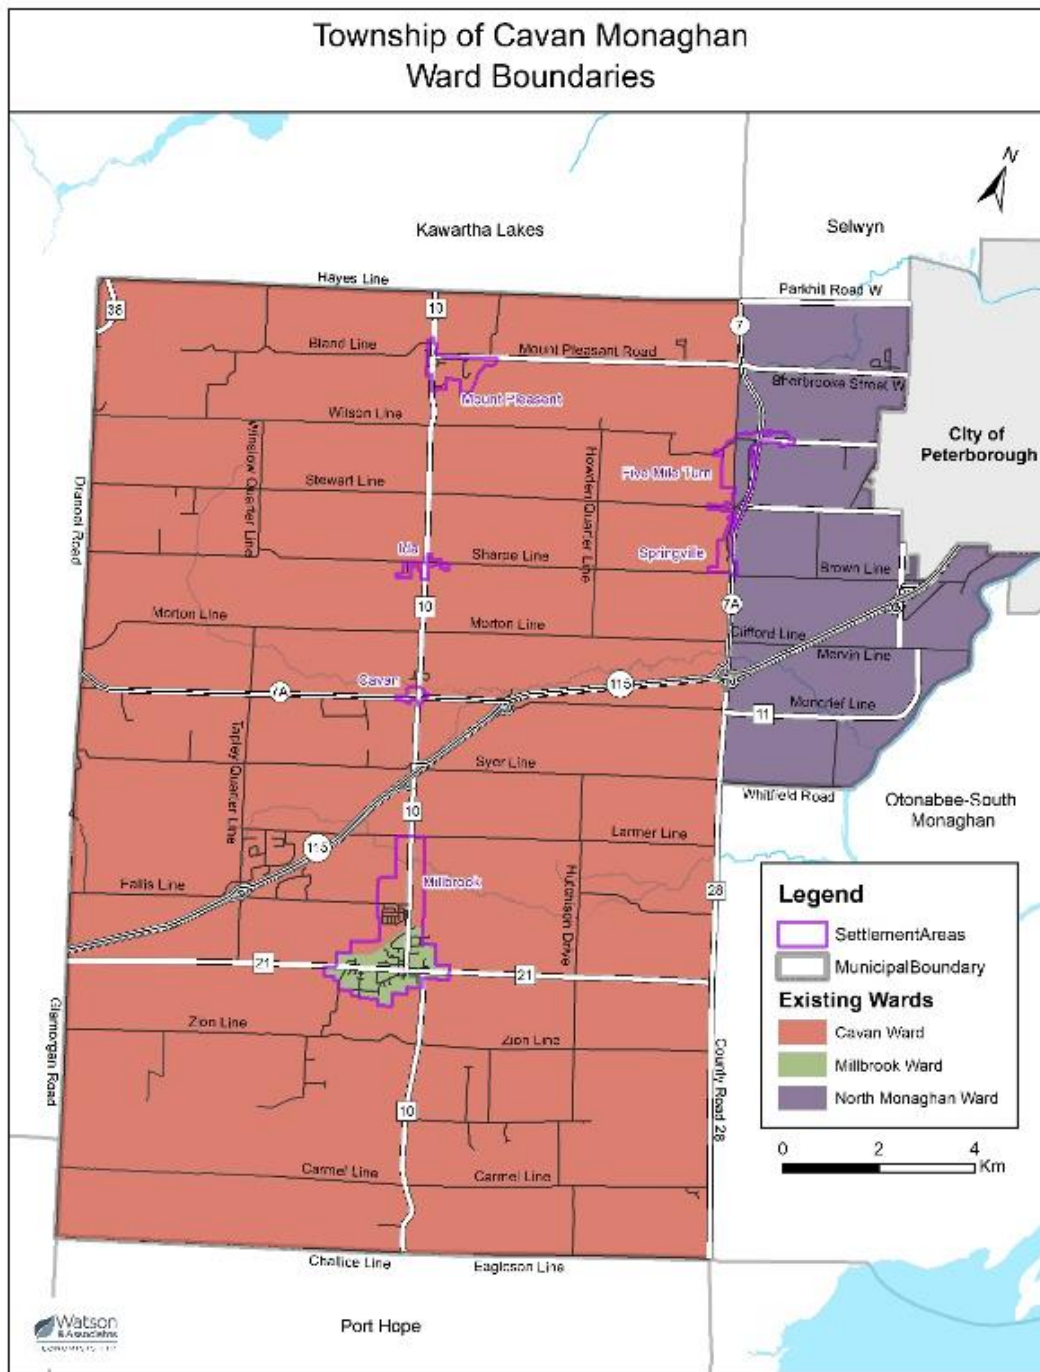 Township of Cavan Monaghan
Ward Boundaries
N
Kawartha Lakes
Selwyn
Hayes Line
Parkhill Road W
38
10
7
Bland Line
Mount Pleasant Road
Sherbrooke Street W
Mount Pleasent
Wilson Line
City of
Peterborough
Winslow Quarter Line
Howden Quarter Line
Five Mile Turn
Stewart Line
Dranoel Road
Ida
Sharpe Line
Springville
Brown Line
10
7A
Morton Line
Morton Line
Clifford Line
Mervin Line
Cavan
7A
115
11
Moncrief Line
Tapley Quarter Line
Syer Line
Whitfield Road
Otonabee-South
Monaghan
10
Larmer Line
115
Fallis Line
Millbrook
Hutchison Drive
28
21
21
Glamorgan Road
Zion Line
Zion Line
County Road 28
10
Carmel Line
Carmel Line
Challice Line
Eagleson Line
Port Hope
Legend
SettlementAreas
MunicipalBoundary
Existing Wards
Cavan Ward
Millbrook Ward
North Monaghan Ward
0 2 4
Km
Watson
& Associates
ECONOMISTS LTD.